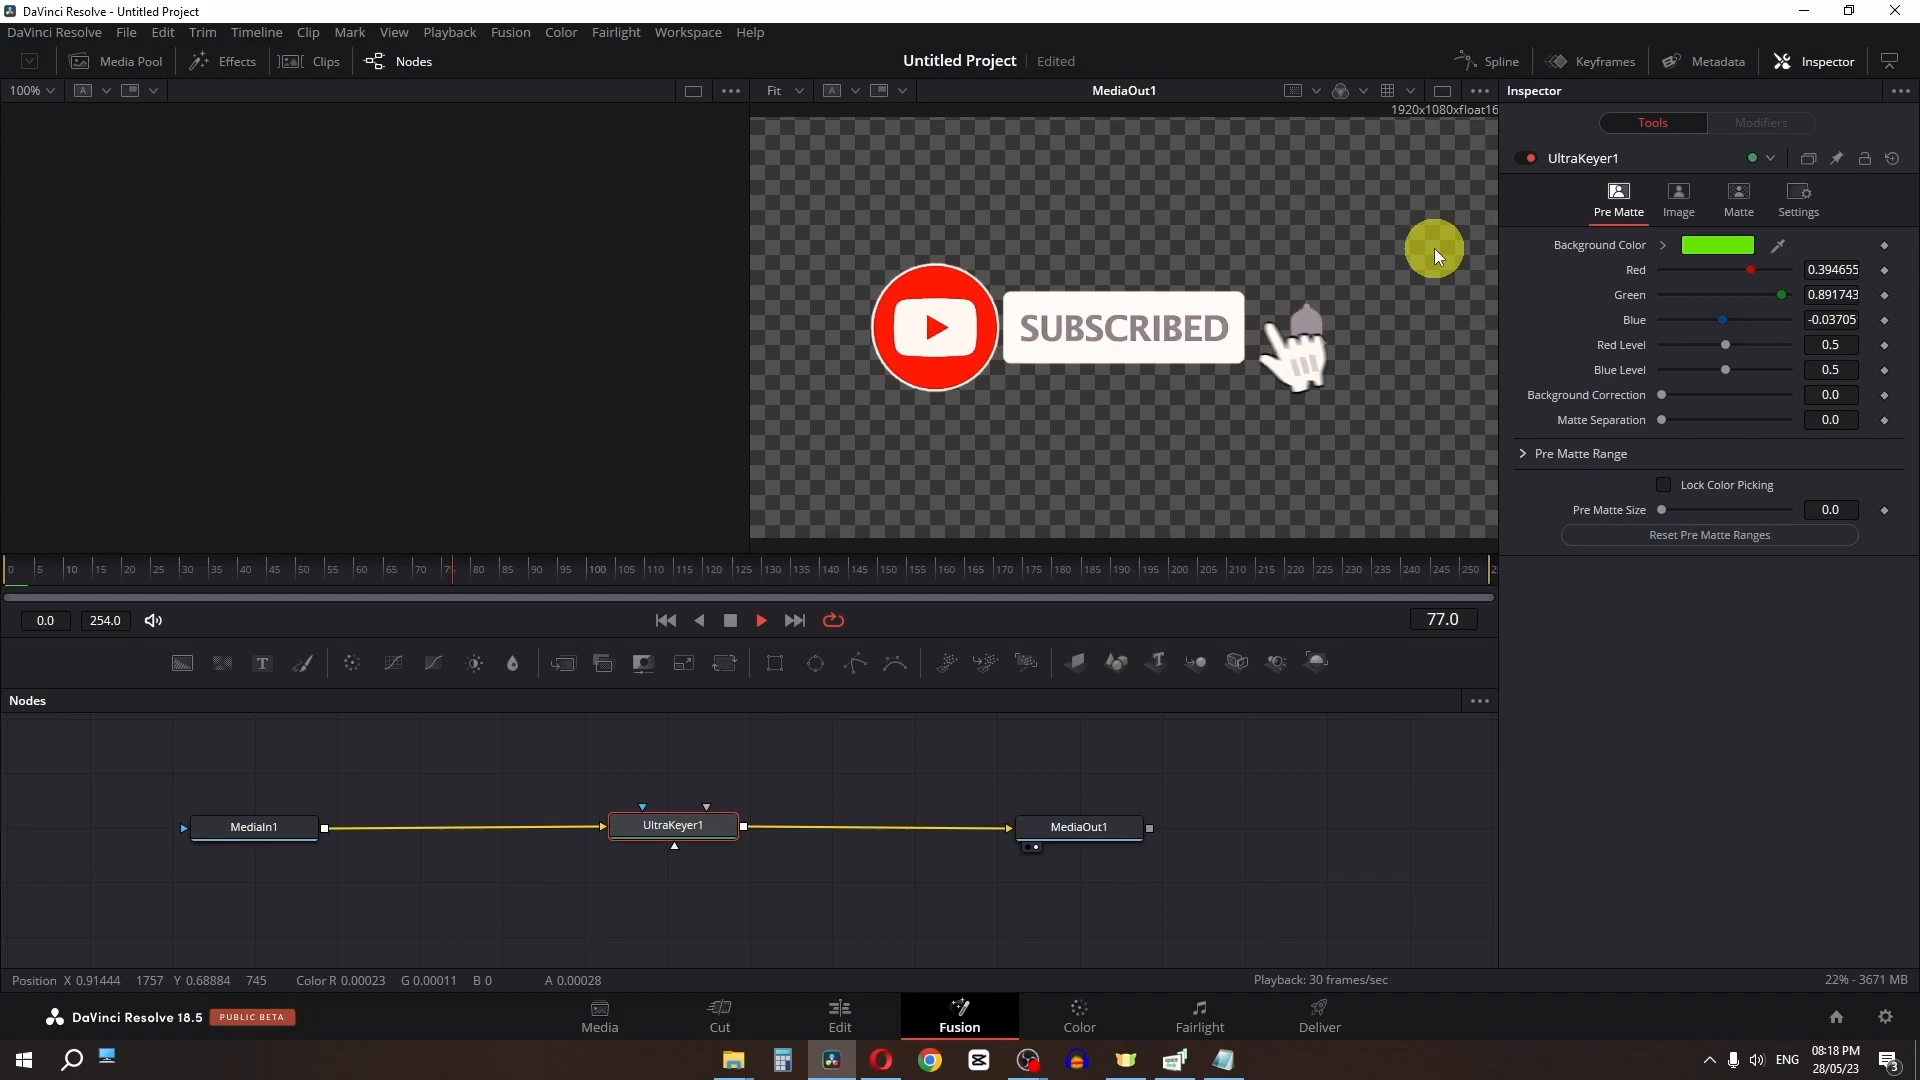 DaVinci Resolve - Untitled Project
DaVinci Resolve File Edit Trim Timeline Clip Mark View Playback Fusion Color Fairlight Workspace Help
Media Pool Effects Clips Nodes Untitled Project Edited Spline Keyframes Metadata Inspector
100% A Fit A MediaOut1 Inspector
1920x1080xfloat16
Tools Modifiers
UltraKeyer1
Pre Matte Image Matte Settings
Background Color
Red 0.394655
Green 0.891743
Blue -0.03705
Red Level 0.5
Blue Level 0.5
Background Correction 0.0
Matte Separation 0.0
Pre Matte Range
Lock Color Picking
Pre Matte Size 0.0
Reset Pre Matte Ranges
SUBSCRIBED
0 5 10 15 20 25 30 35 40 45 50 55 60 65 70 75 80 85 90 95 100 105 110 115 120 125 130 135 140 145 150 155 160 165 170 175 180 185 190 195 200 205 210 215 220 225 230 235 240 245 250
0.0 254.0 77.0
T T
Nodes
MediaIn1 UltraKeyer1 MediaOut1
Position X 0.91444 1757 Y 0.68884 745 Color R 0.00023 G 0.00011 B 0 A 0.00028 Playback: 30 frames/sec 22% - 3671 MB
DaVinci Resolve 18.5 PUBLIC BETA Media Cut Edit Fusion Color Fairlight Deliver
ENG 08:18 PM
28/05/23 3